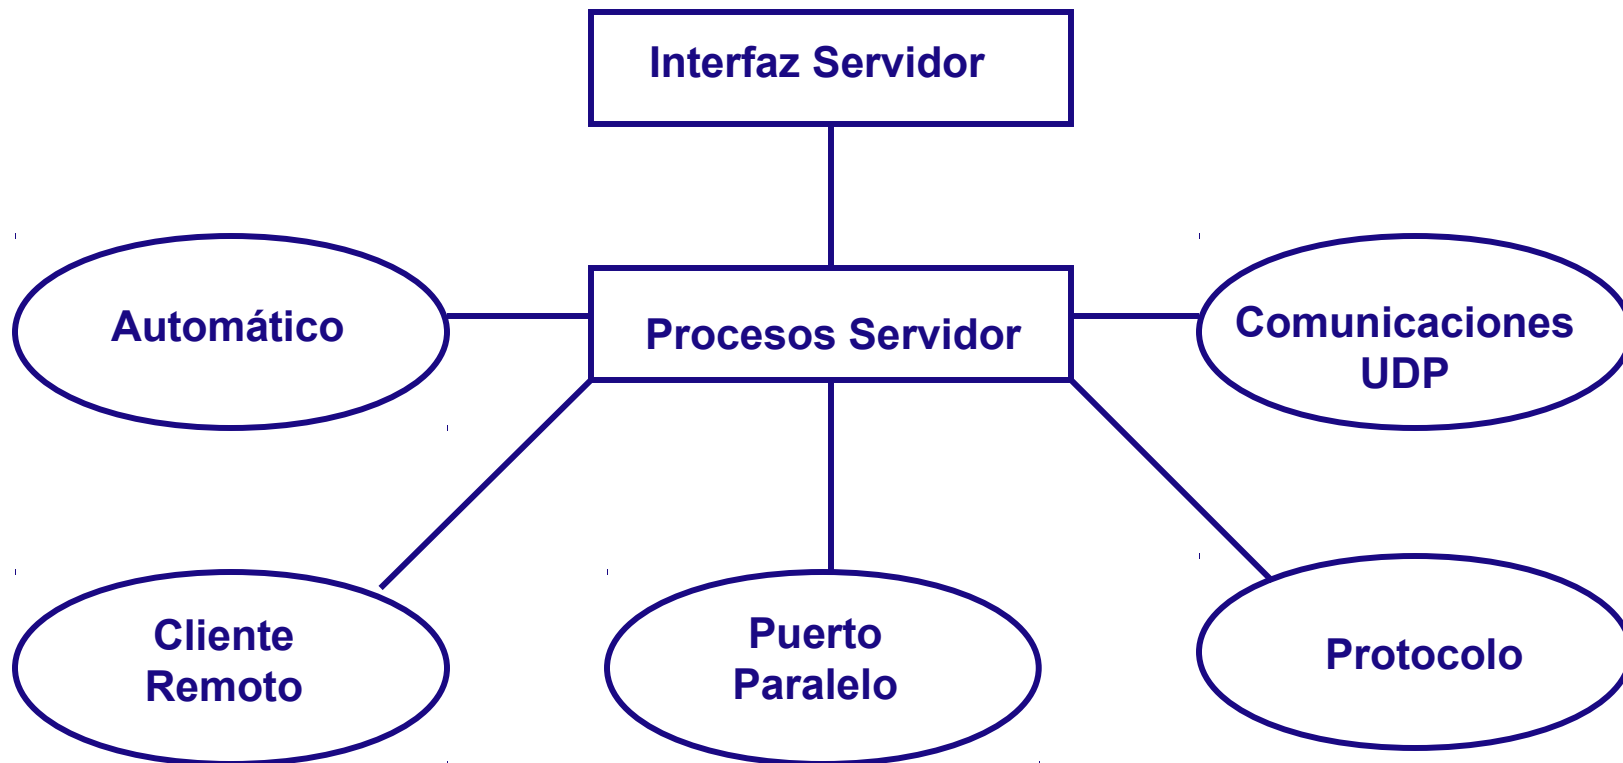 Interfaz Servidor
Automático
Procesos Servidor
Comunicaciones
UDP
Cliente
Remoto
Puerto
Paralelo
Protocolo